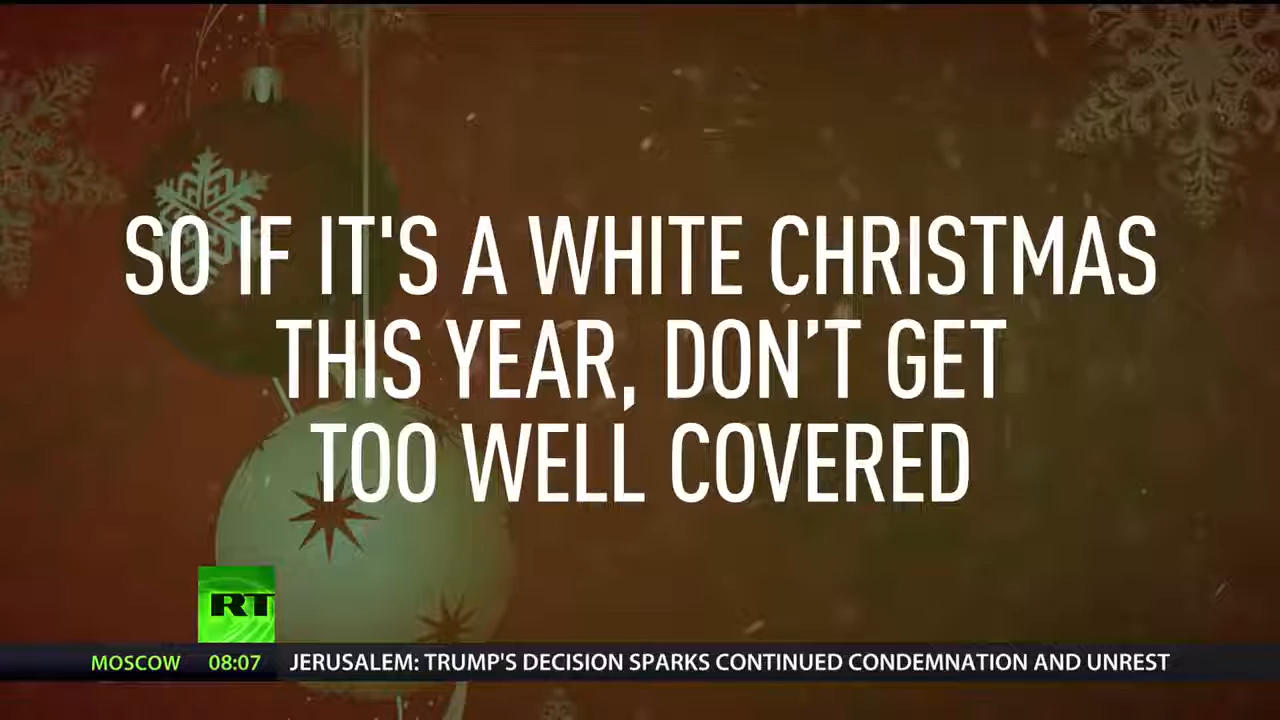 SO IF IT'S A WHITE CHRISTMAS
THIS YEAR, DON’T GET
TOO WELL COVERED
RT
MOSCOW 08:07 JERUSALEM: TRUMP'S DECISION SPARKS CONTINUED CONDEMNATION AND UNREST